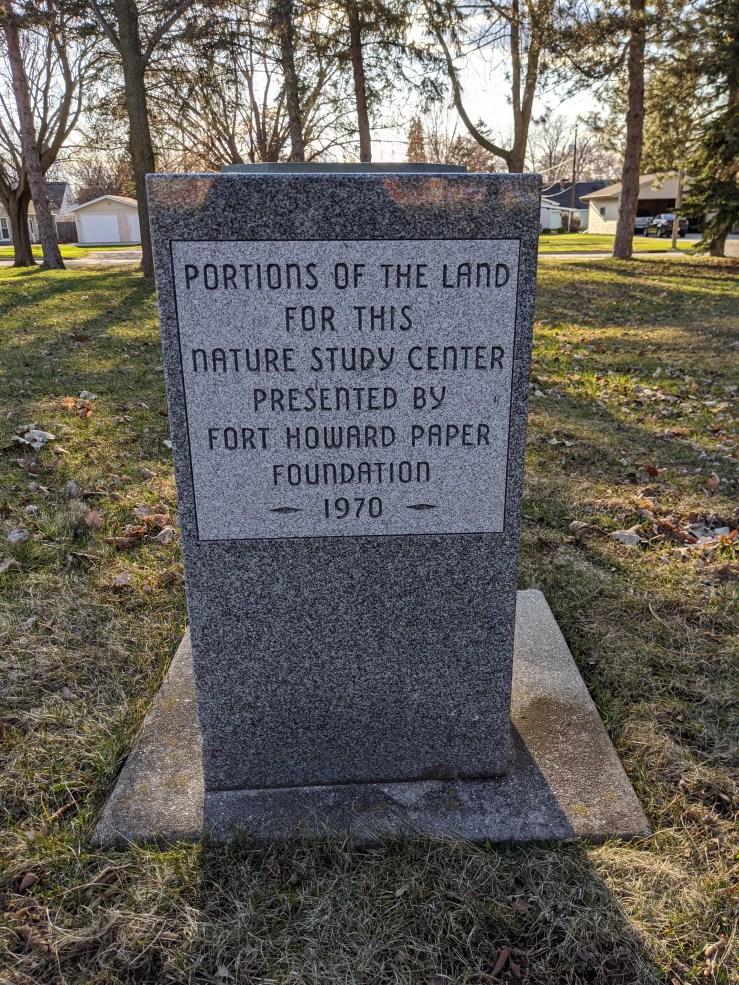 PORTIONS OF THE LAND
FOR THIS
NATURE STUDY CENTER
PRESENTED BY
FORT HOWARD PAPER
FOUNDATION
1970